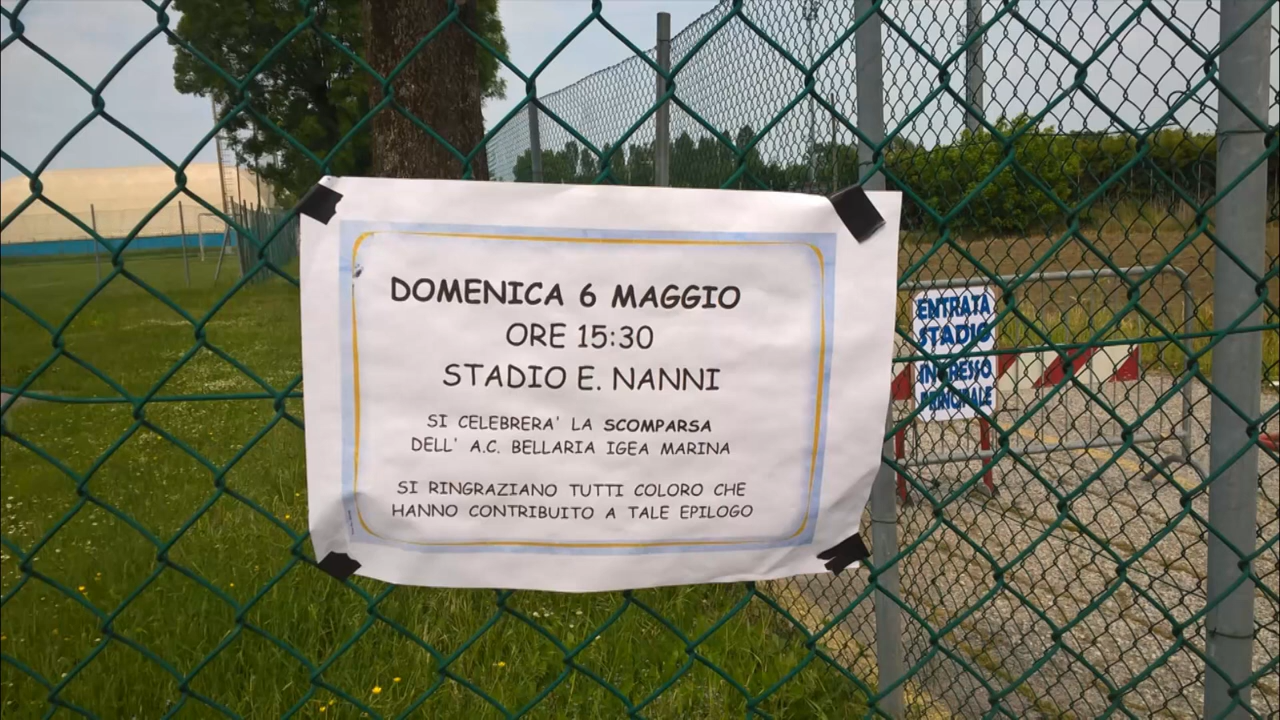 DOMENICA 6 MAGGIO
ORE 15:30
STADIO E. NANNI
SI CELEBRERA' LA SCOMPARSA
DELL' A.C. BELLARIA IGEA MARINA
SI RINGRAZIANO TUTTI COLORO CHE
HANNO CONTRIBUITO A TALE EPILOGO
ENTRATA
STADIO
INGRESSO